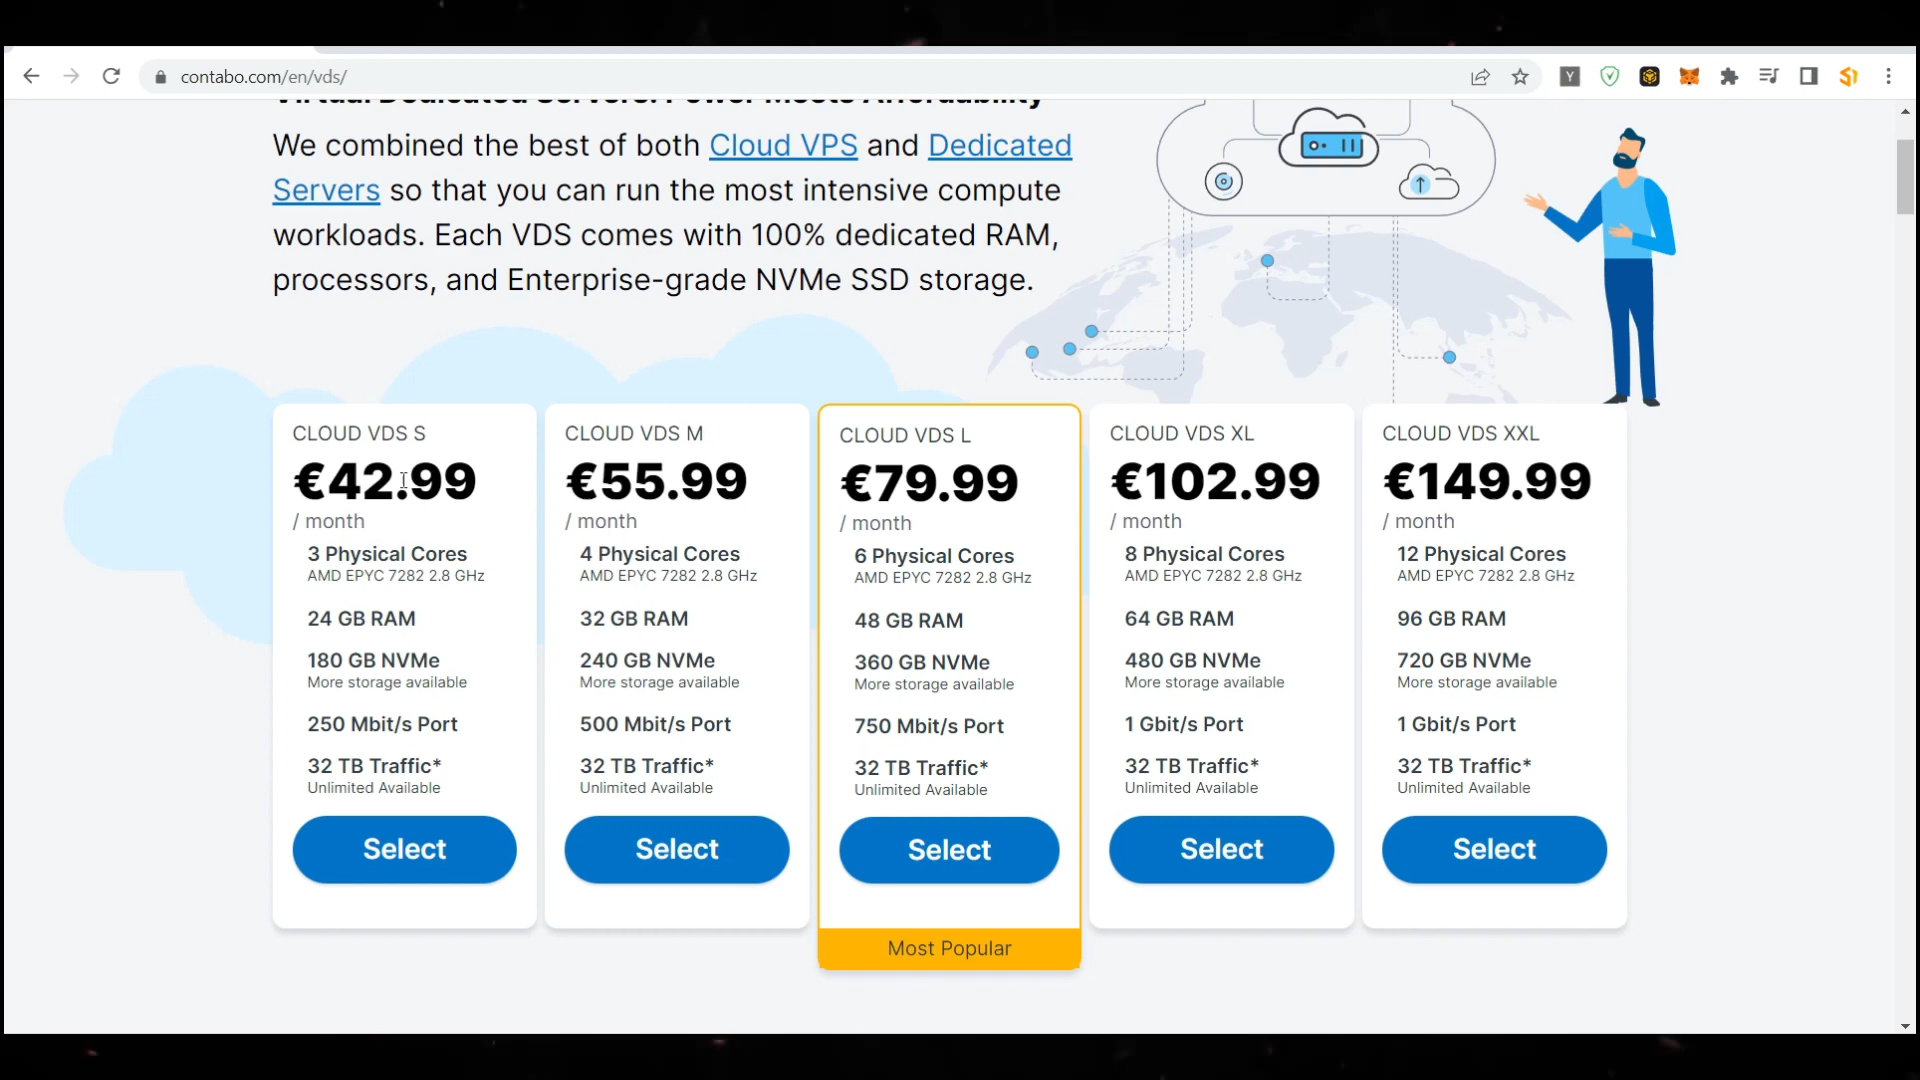 contabo.com/en/vds/
Virtual Dedicated Servers: Power Meets Affordability
We combined the best of both Cloud VPS and Dedicated
Servers so that you can run the most intensive compute
workloads. Each VDS comes with 100% dedicated RAM,
processors, and Enterprise-grade NVMe SSD storage.
CLOUD VDS S
€42.99
/ month
3 Physical Cores
AMD EPYC 7282 2.8 GHz
24 GB RAM
180 GB NVMe
More storage available
250 Mbit/s Port
32 TB Traffic*
Unlimited Available
Select
CLOUD VDS M
€55.99
/ month
4 Physical Cores
AMD EPYC 7282 2.8 GHz
32 GB RAM
240 GB NVMe
More storage available
500 Mbit/s Port
32 TB Traffic*
Unlimited Available
Select
CLOUD VDS L
€79.99
/ month
6 Physical Cores
AMD EPYC 7282 2.8 GHz
48 GB RAM
360 GB NVMe
More storage available
750 Mbit/s Port
32 TB Traffic*
Unlimited Available
Select
Most Popular
CLOUD VDS XL
€102.99
/ month
8 Physical Cores
AMD EPYC 7282 2.8 GHz
64 GB RAM
480 GB NVMe
More storage available
1 Gbit/s Port
32 TB Traffic*
Unlimited Available
Select
CLOUD VDS XXL
€149.99
/ month
12 Physical Cores
AMD EPYC 7282 2.8 GHz
96 GB RAM
720 GB NVMe
More storage available
1 Gbit/s Port
32 TB Traffic*
Unlimited Available
Select